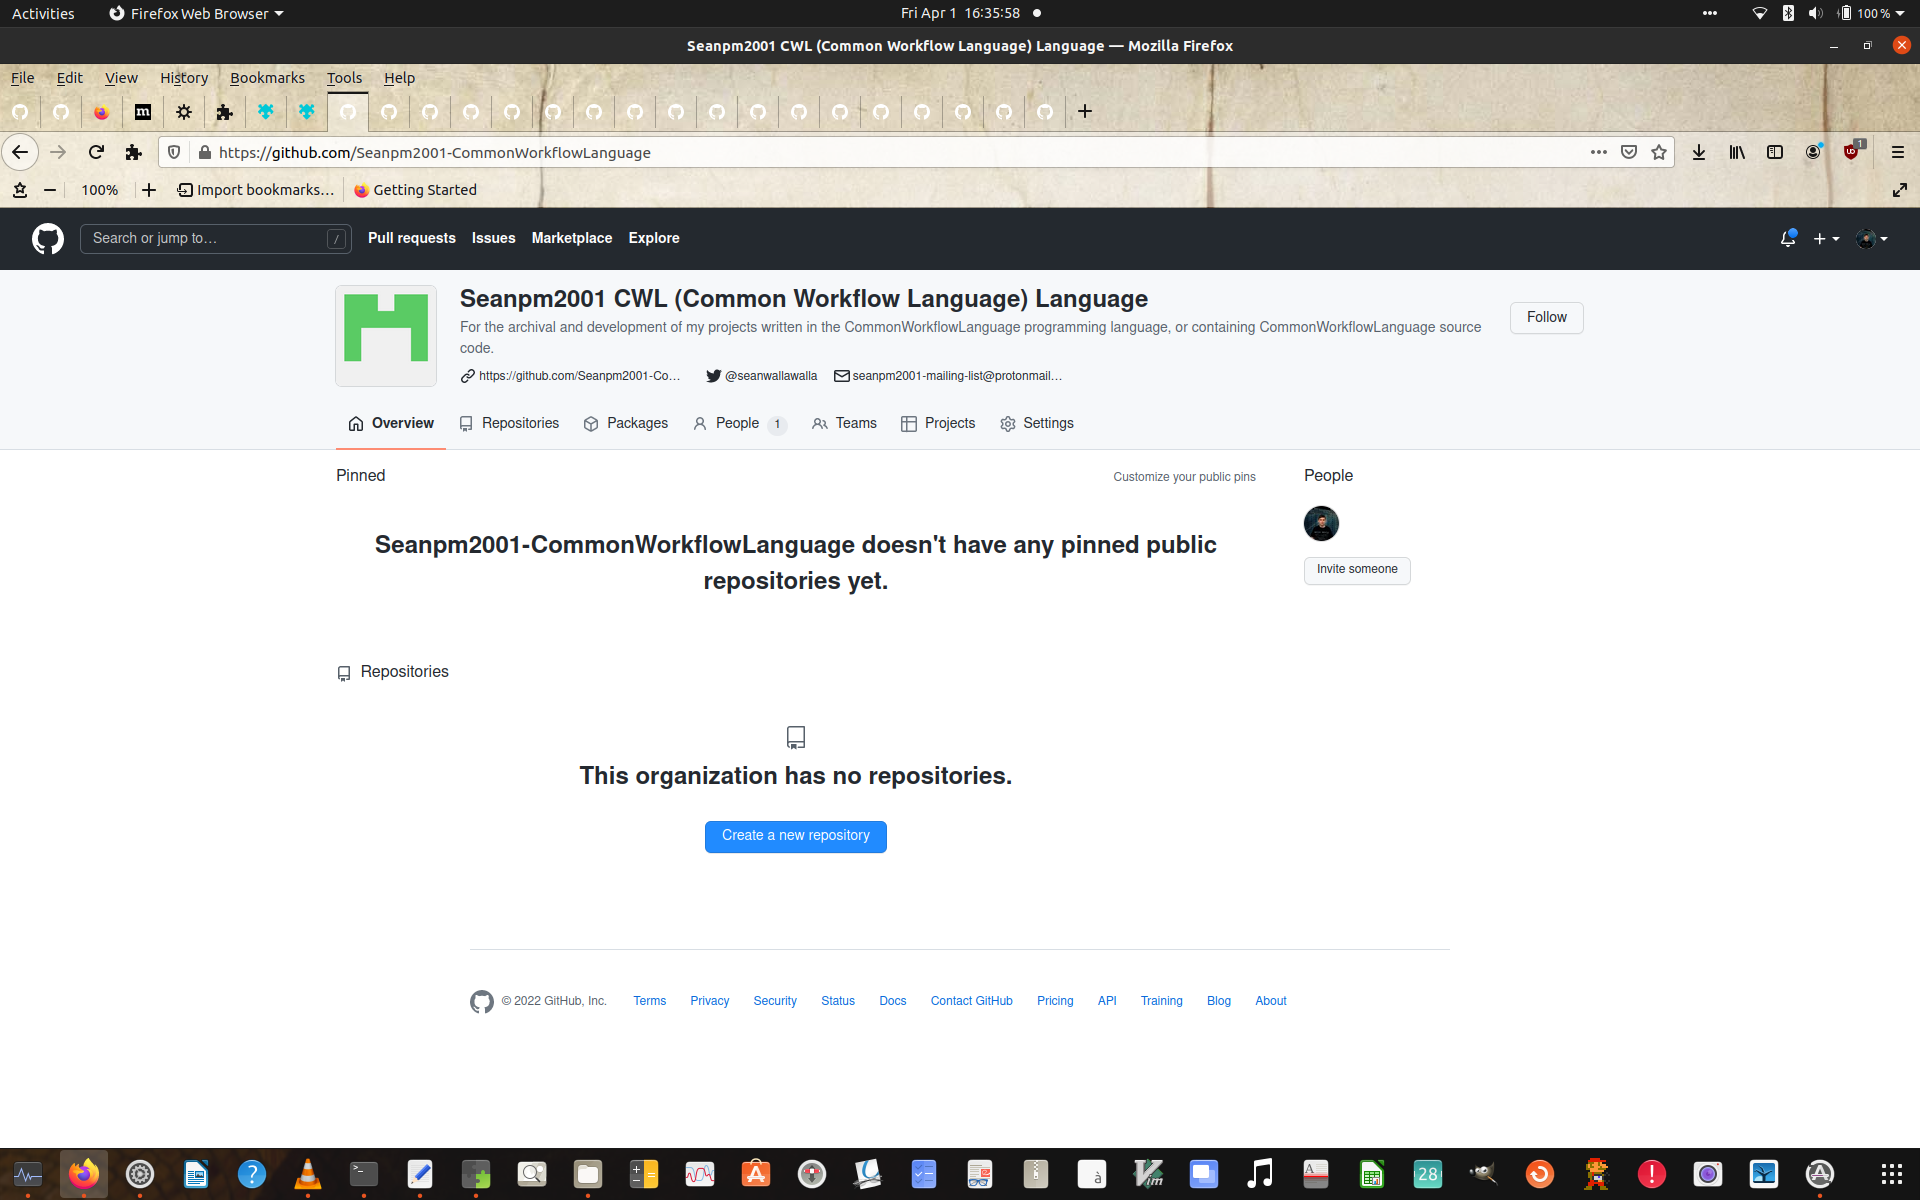 Activities
Firefox Web Browser
Fri Apr 1 16:35:58
100 %
Seanpm2001 CWL (Common Workflow Language) Language — Mozilla Firefox
File Edit View History Bookmarks Tools Help
https://github.com/Seanpm2001-CommonWorkflowLanguage
1
100%
Import bookmarks…
Getting Started
Search or jump to…
/
Pull requests Issues Marketplace Explore
Seanpm2001 CWL (Common Workflow Language) Language
For the archival and development of my projects written in the CommonWorkflowLanguage programming language, or containing CommonWorkflowLanguage source
code.
Follow
https://github.com/Seanpm2001-Co…
@seanwallawalla
seanpm2001-mailing-list@protonmail…
Overview Repositories Packages People 1 Teams Projects Settings
Pinned
Customize your public pins
People
Seanpm2001-CommonWorkflowLanguage doesn't have any pinned public
repositories yet.
Invite someone
Repositories
This organization has no repositories.
Create a new repository
© 2022 GitHub, Inc. Terms Privacy Security Status Docs Contact GitHub Pricing API Training Blog About
28